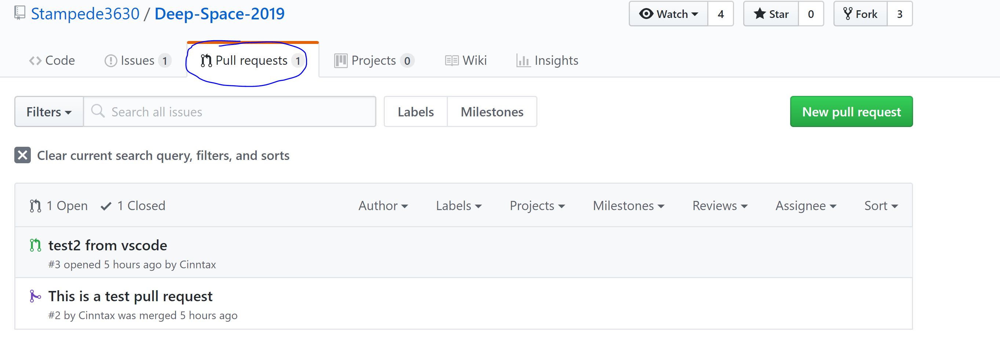 Stampede3630 / Deep-Space-2019
Watch 4 Star 0 Fork 3
Code Issues 1 Pull requests 1 Projects 0 Wiki Insights
Filters Search all issues Labels Milestones New pull request
Clear current search query, filters, and sorts
1 Open 1 Closed Author Labels Projects Milestones Reviews Assignee Sort
test2 from vscode
#3 opened 5 hours ago by Cinntax
This is a test pull request
#2 by Cinntax was merged 5 hours ago